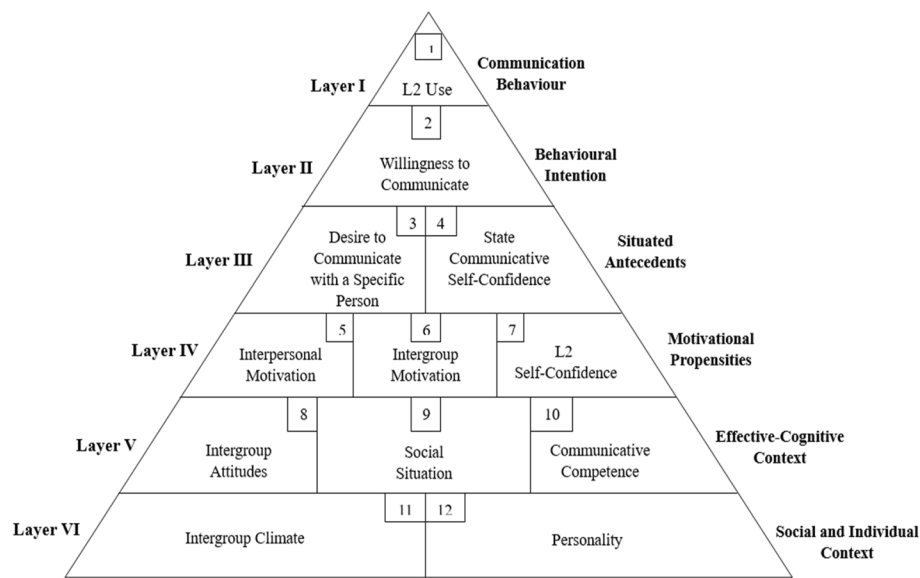 1
Layer I
L2 Use
Communication
Behaviour
2
Layer II
Willingness to
Communicate
Behavioural
Intention
3
4
Layer III
Desire to
Communicate
with a Specific
Person
State
Communicative
Self-Confidence
Situated
Antecedents
5
6
7
Layer IV
Interpersonal
Motivation
Intergroup
Motivation
L2
Self-Confidence
Motivational
Propensities
8
9
10
Layer V
Intergroup
Attitudes
Social
Situation
Communicative
Competence
Effective-Cognitive
Context
11
12
Layer VI
Intergroup Climate
Personality
Social and Individual
Context